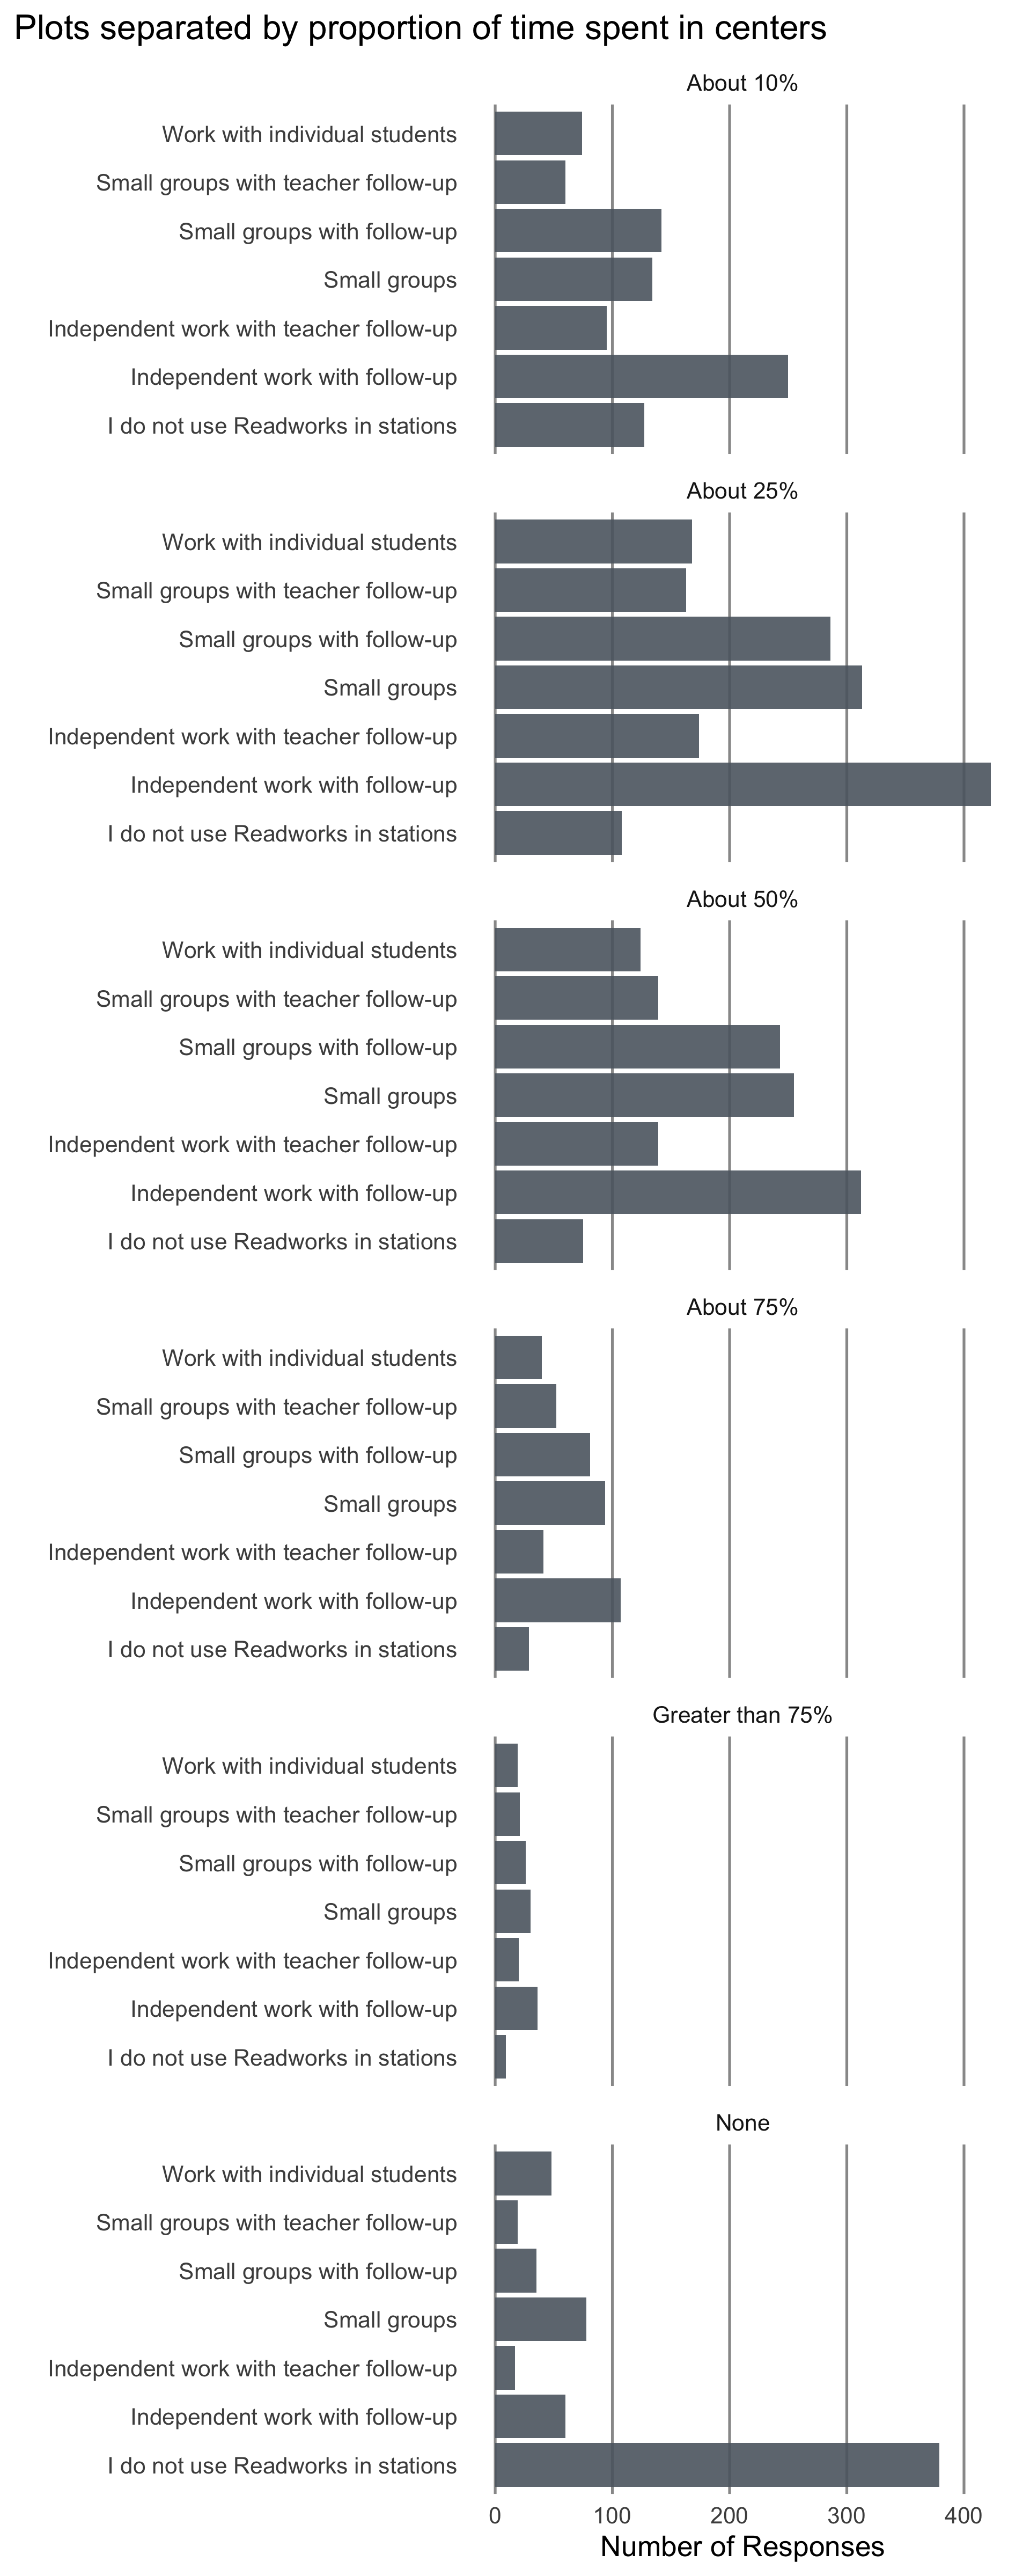 Plots separated by proportion of time spent in centers
About 10%
Work with individual students
Small groups with teacher follow-up
Small groups with follow-up
Small groups
Independent work with teacher follow-up
Independent work with follow-up
I do not use Readworks in stations
About 25%
Work with individual students
Small groups with teacher follow-up
Small groups with follow-up
Small groups
Independent work with teacher follow-up
Independent work with follow-up
I do not use Readworks in stations
About 50%
Work with individual students
Small groups with teacher follow-up
Small groups with follow-up
Small groups
Independent work with teacher follow-up
Independent work with follow-up
I do not use Readworks in stations
About 75%
Work with individual students
Small groups with teacher follow-up
Small groups with follow-up
Small groups
Independent work with teacher follow-up
Independent work with follow-up
I do not use Readworks in stations
Greater than 75%
Work with individual students
Small groups with teacher follow-up
Small groups with follow-up
Small groups
Independent work with teacher follow-up
Independent work with follow-up
I do not use Readworks in stations
None
Work with individual students
Small groups with teacher follow-up
Small groups with follow-up
Small groups
Independent work with teacher follow-up
Independent work with follow-up
I do not use Readworks in stations
0 100 200 300 400
Number of Responses